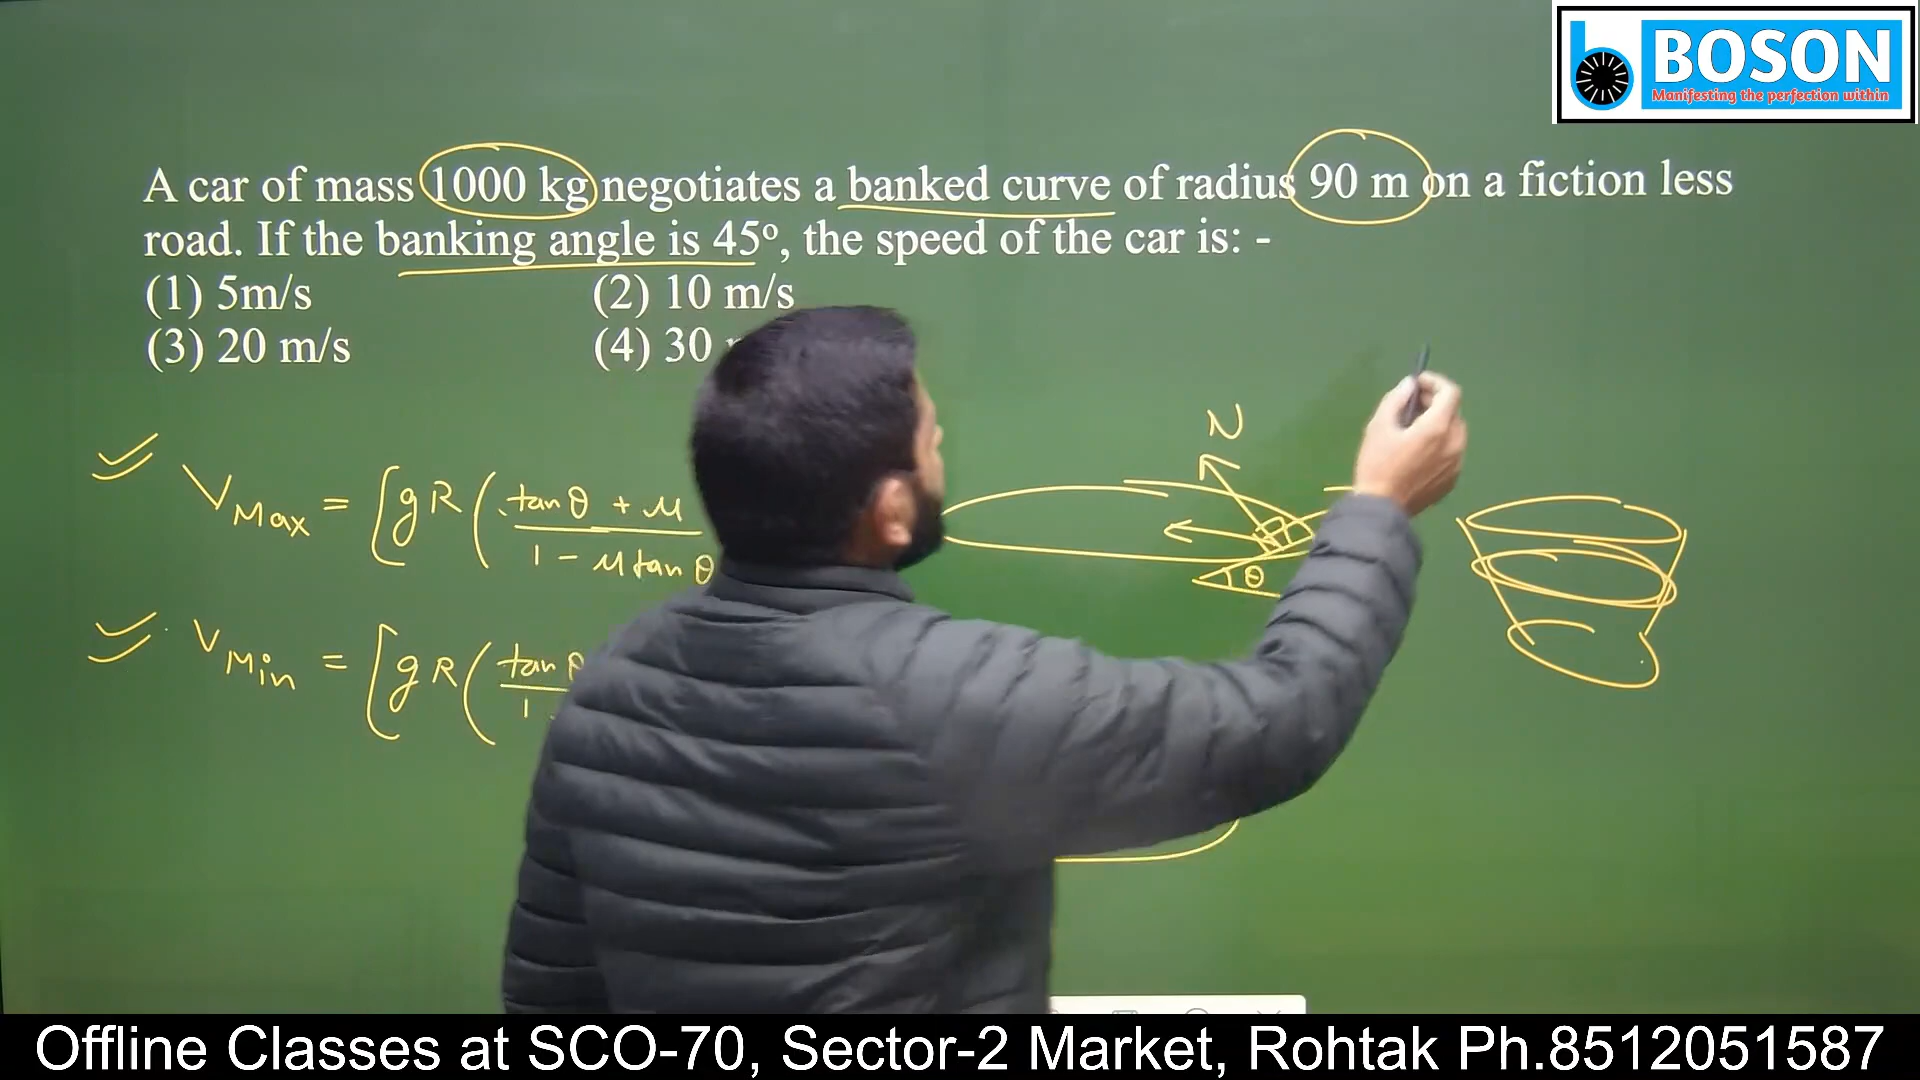 BOSON
Manifesting the perfection within
A car of mass 1000 kg negotiates a banked curve of radius 90 m on a fiction less
road. If the banking angle is 45°, the speed of the car is: -
(1) 5m/s (2) 10 m/s
(3) 20 m/s (4) 30
N
V Max = [gR( tan θ + μ
1 - μ tan θ
θ
V Min = [gR( tan θ
1
Offline Classes at SCO-70, Sector-2 Market, Rohtak Ph.8512051587